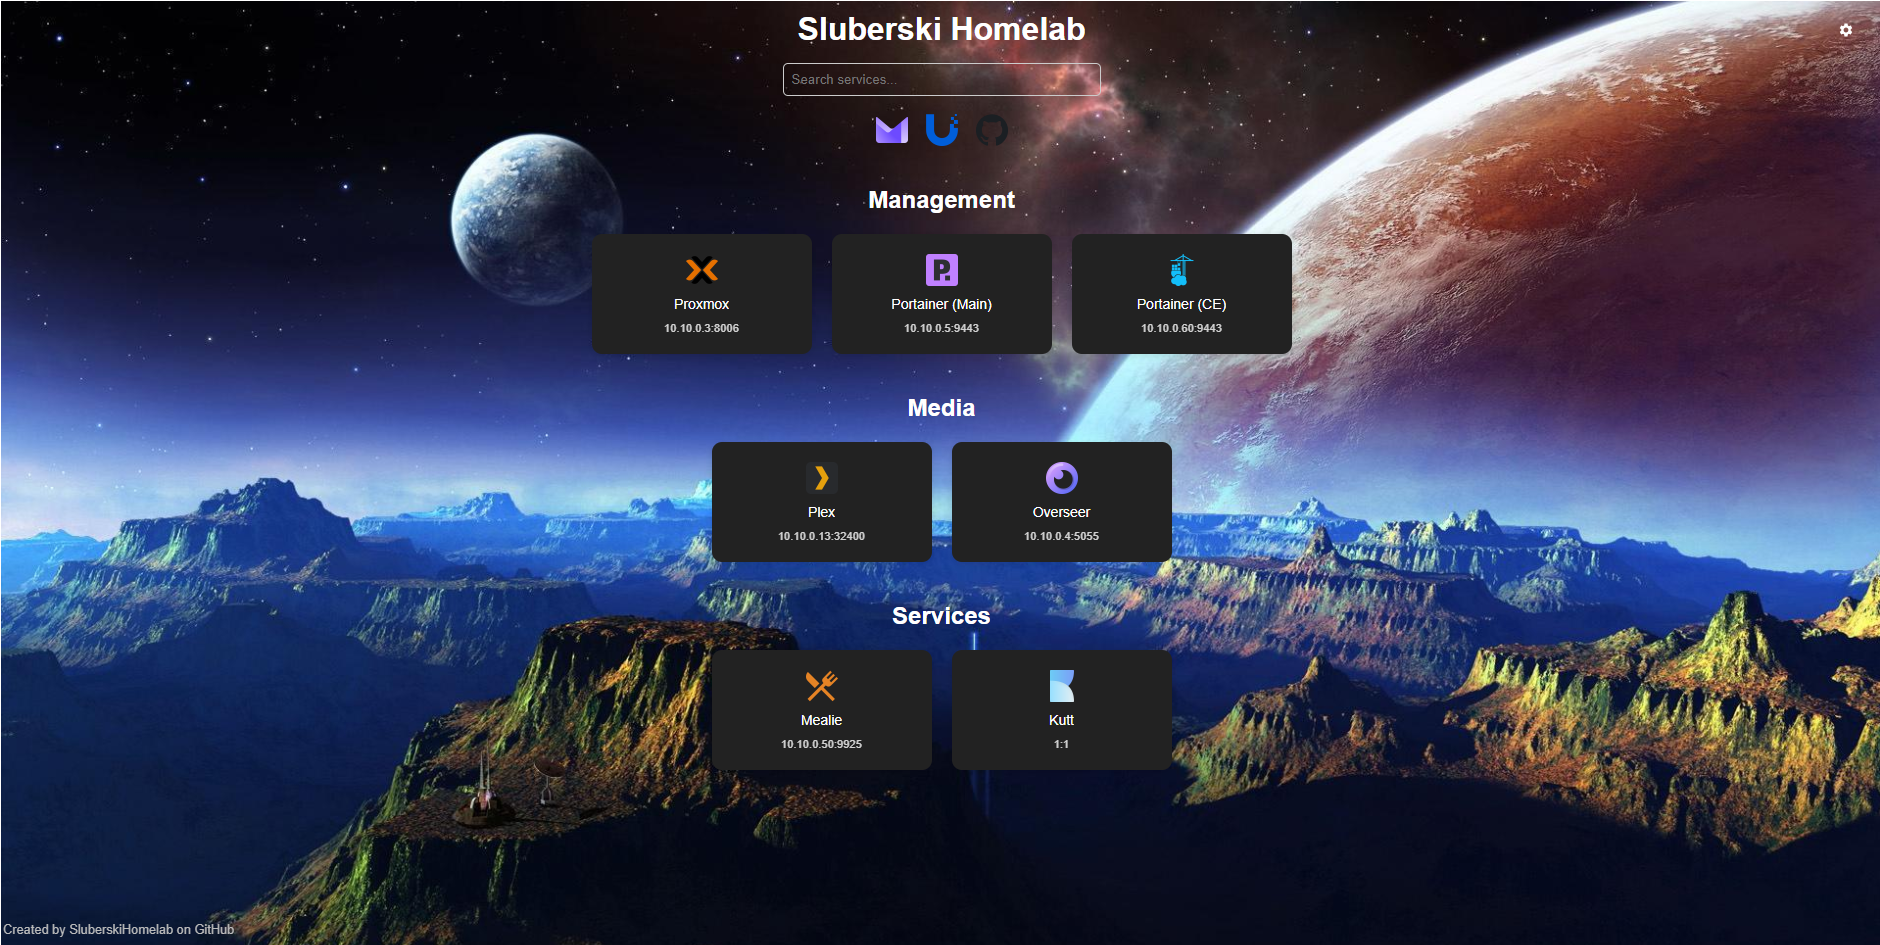 Sluberski Homelab
Search services...
Management
Proxmox
10.10.0.3:8006
P.
Portainer (Main)
10.10.0.5:9443
Portainer (CE)
10.10.0.60:9443
Media
Plex
10.10.0.13:32400
Overseer
10.10.0.4:5055
Services
Mealie
10.10.0.50:9925
Kutt
1:1
Created by SluberskiHomelab on GitHub